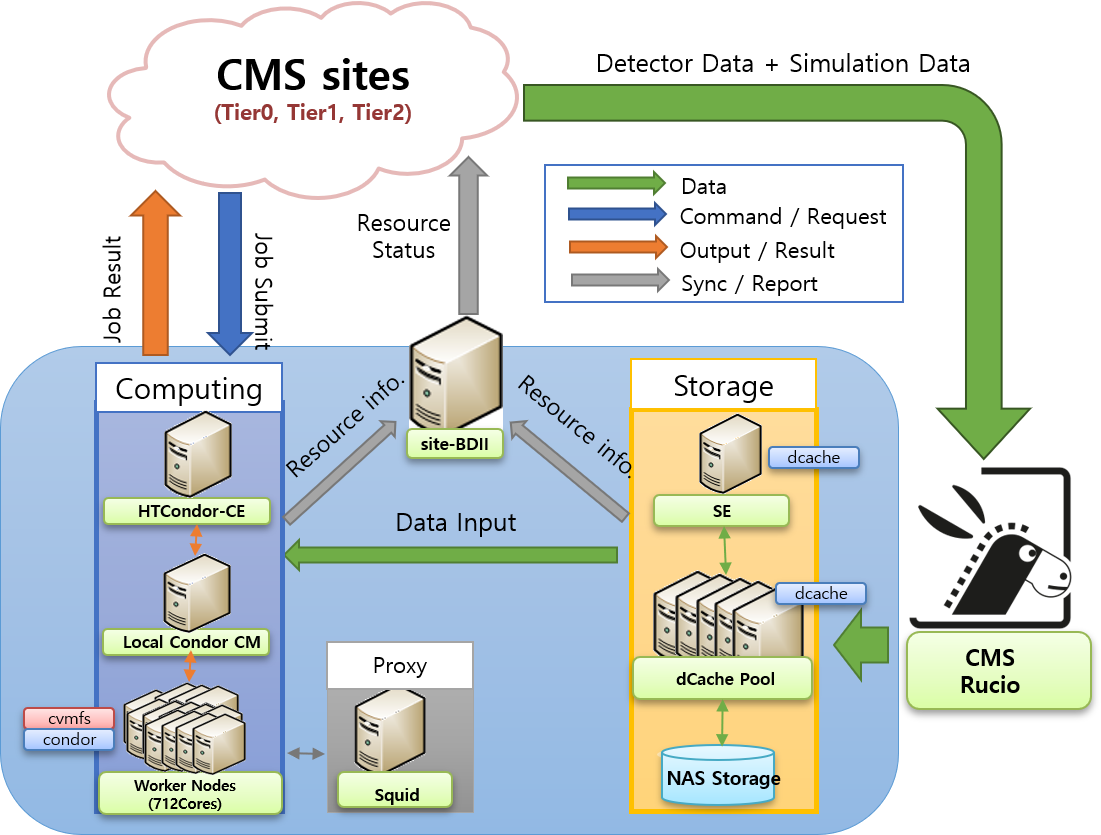 CMS sites
(Tier0, Tier1, Tier2)
Detector Data + Simulation Data
Data
Command / Request
Output / Result
Sync / Report
Resource
Status
Job Result
Job Submit
Computing
HTCondor-CE
Local Condor CM
cvmfs
condor
Worker Nodes
(712Cores)
Resource info.
site-BDII
Resource info.
Data Input
Proxy
Squid
Storage
dcache
SE
dcache
dCache Pool
NAS Storage
CMS
Rucio